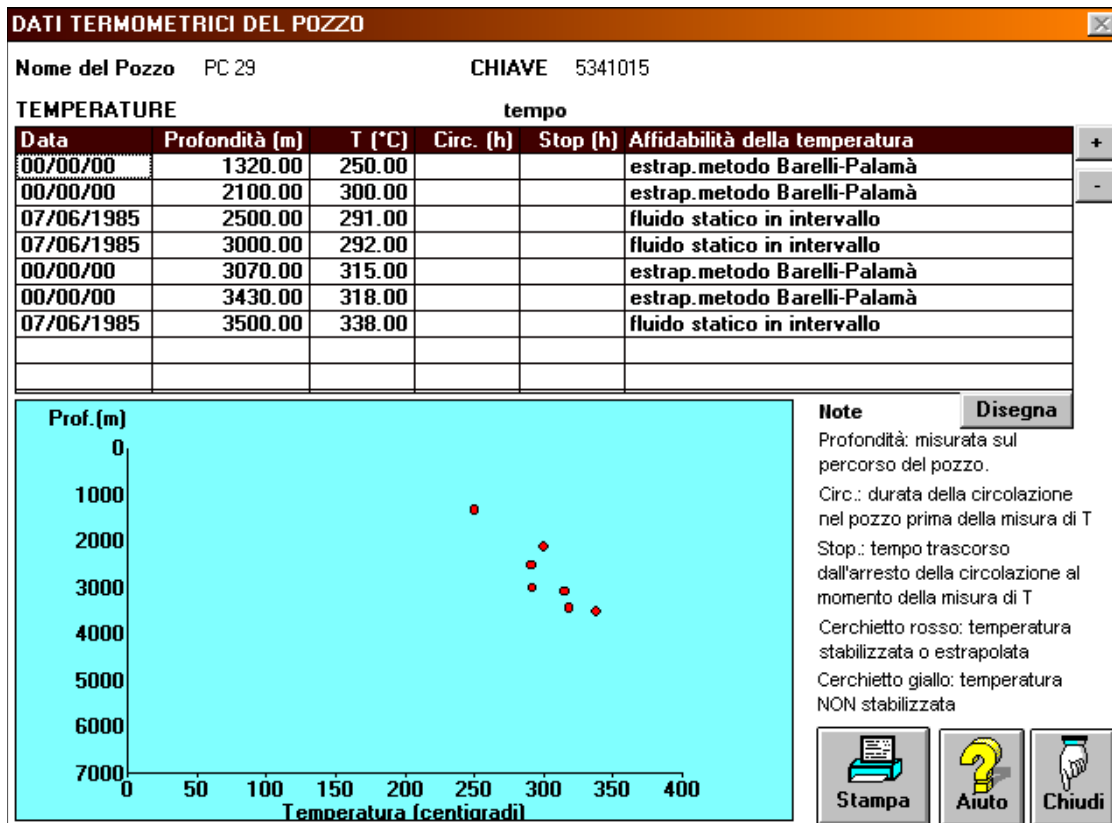 DATI TERMOMETRICI DEL POZZO
Nome del Pozzo PC 29 CHIAVE 5341015
TEMPERATURE tempo
Data Profondità (m) T (°C) Circ. (h) Stop (h) Affidabilità della temperatura
00/00/00 1320.00 250.00 estrap.metodo Barelli-Palamà
00/00/00 2100.00 300.00 estrap.metodo Barelli-Palamà
07/06/1985 2500.00 291.00 fluido statico in intervallo
07/06/1985 3000.00 292.00 fluido statico in intervallo
00/00/00 3070.00 315.00 estrap.metodo Barelli-Palamà
00/00/00 3430.00 318.00 estrap.metodo Barelli-Palamà
07/06/1985 3500.00 338.00 fluido statico in intervallo
+
-
Prof.(m)
0
1000
2000
3000
4000
5000
6000
7000
0 50 100 150 200 250 300 350 400
Temperatura (centigradi)
Note Disegna
Profondità: misurata sul
percorso del pozzo.
Circ.: durata della circolazione
nel pozzo prima della misura di T
Stop.: tempo trascorso
dall'arresto della circolazione al
momento della misura di T
Cerchietto rosso: temperatura
stabilizzata o estrapolata
Cerchietto giallo: temperatura
NON stabilizzata
Stampa Aiuto Chiudi